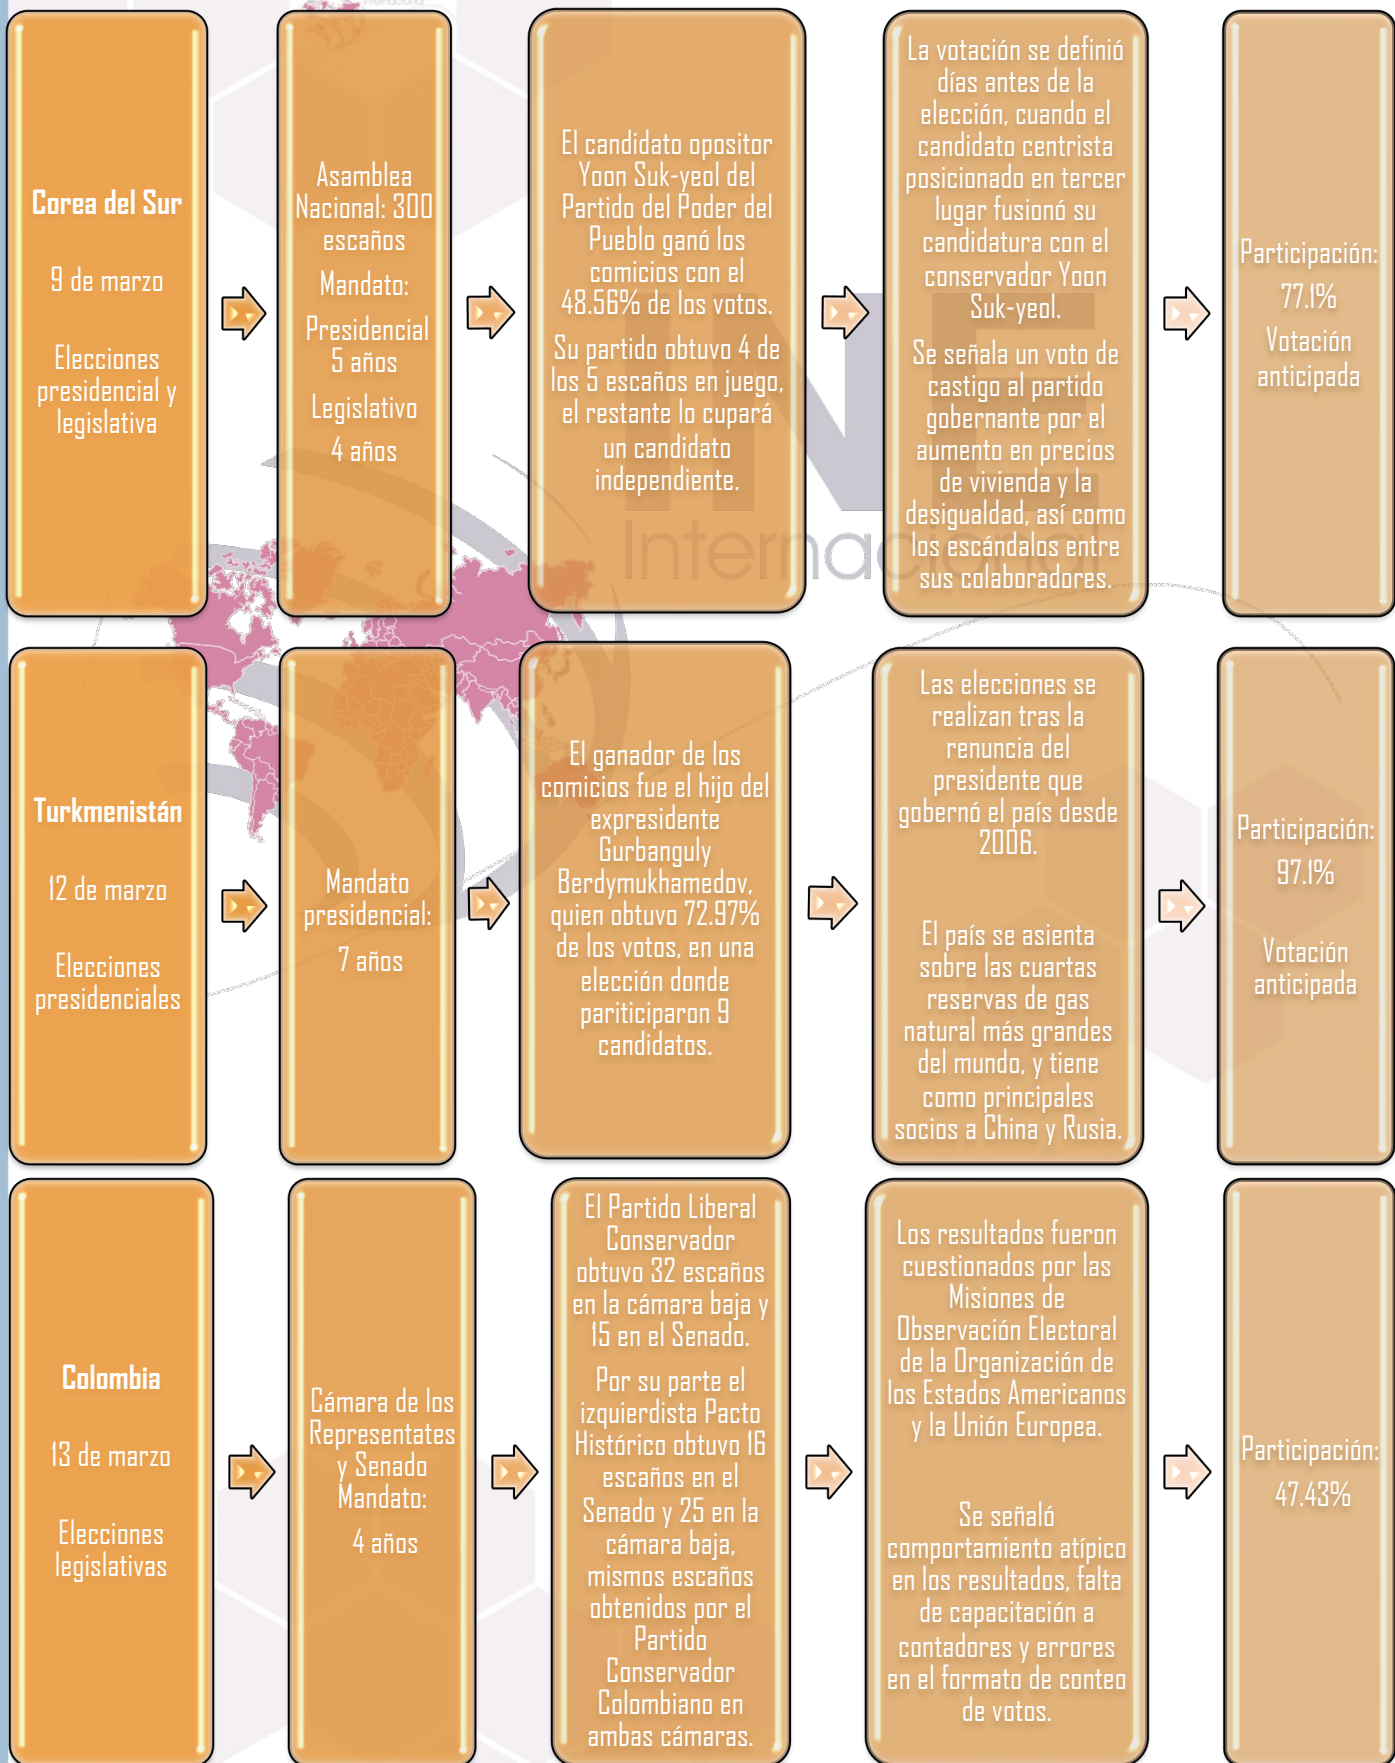 Internacional
Corea del Sur
9 de marzo
Elecciones
presidencial y
legislativa
Asamblea
Nacional: 300
escaños
Mandato:
Presidencial
5 años
Legislativo
4 años
El candidato opositor
Yoon Suk-yeol del
Partido del Poder del
Pueblo ganó los
comicios con el
48.56% de los votos.
Su partido obtuvo 4 de
los 5 escaños en juego,
el restante lo cupará
un candidato
independiente.
La votación se definió
días antes de la
elección, cuando el
candidato centrista
posicionado en tercer
lugar fusionó su
candidatura con el
conservador Yoon
Suk-yeol.
Se señala un voto de
castigo al partido
gobernante por el
aumento en precios
de vivienda y la
desigualdad, así como
los escándalos entre
sus colaboradores.
Participación:
77.1%
Votación
anticipada
INE
Internacional
Turkmenistán
12 de marzo
Elecciones
presidenciales
Mandato
presidencial:
7 años
El ganador de los
comicios fue el hijo del
expresidente
Gurbanguly
Berdymukhamedov,
quien obtuvo 72.97%
de los votos, en una
elección donde
pariticiparon 9
candidatos.
Las elecciones se
realizan tras la
renuncia del
presidente que
gobernó el país desde
2006.
El país se asienta
sobre las cuartas
reservas de gas
natural más grandes
del mundo, y tiene
como principales
socios a China y Rusia.
Participación:
97.1%
Votación
anticipada
Colombia
13 de marzo
Elecciones
legislativas
Cámara de los
Representates
y Senado
Mandato:
4 años
El Partido Liberal
Conservador
obtuvo 32 escaños
en la cámara baja y
15 en el Senado.
Por su parte el
izquierdista Pacto
Histórico obtuvo 16
escaños en el
Senado y 25 en la
cámara baja,
mismos escaños
obtenidos por el
Partido
Conservador
Colombiano en
ambas cámaras.
Los resultados fueron
cuestionados por las
Misiones de
Observación Electoral
de la Organización de
los Estados Americanos
y la Unión Europea.
Se señaló
comportamiento atípico
en los resultados, falta
de capacitación a
contadores y errores
en el formato de conteo
de votos.
Participación:
47.43%